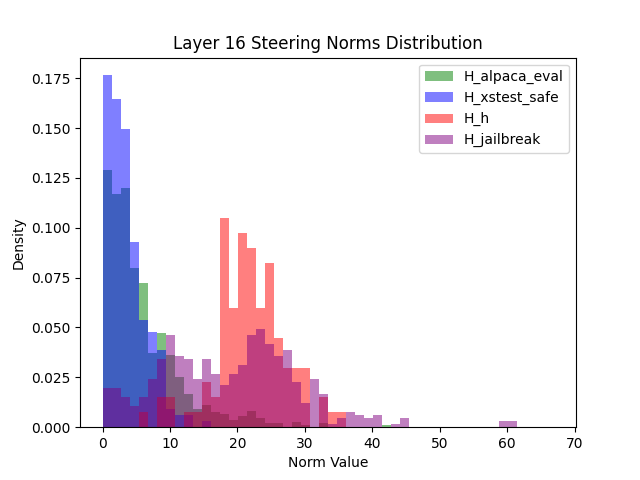 Layer 16 Steering Norms Distribution
H_alpaca_eval
H_xstest_safe
H_h
H_jailbreak
0.175
0.150
0.125
0.100
0.075
0.050
0.025
0.000
Density
0 10 20 30 40 50 60 70
Norm Value